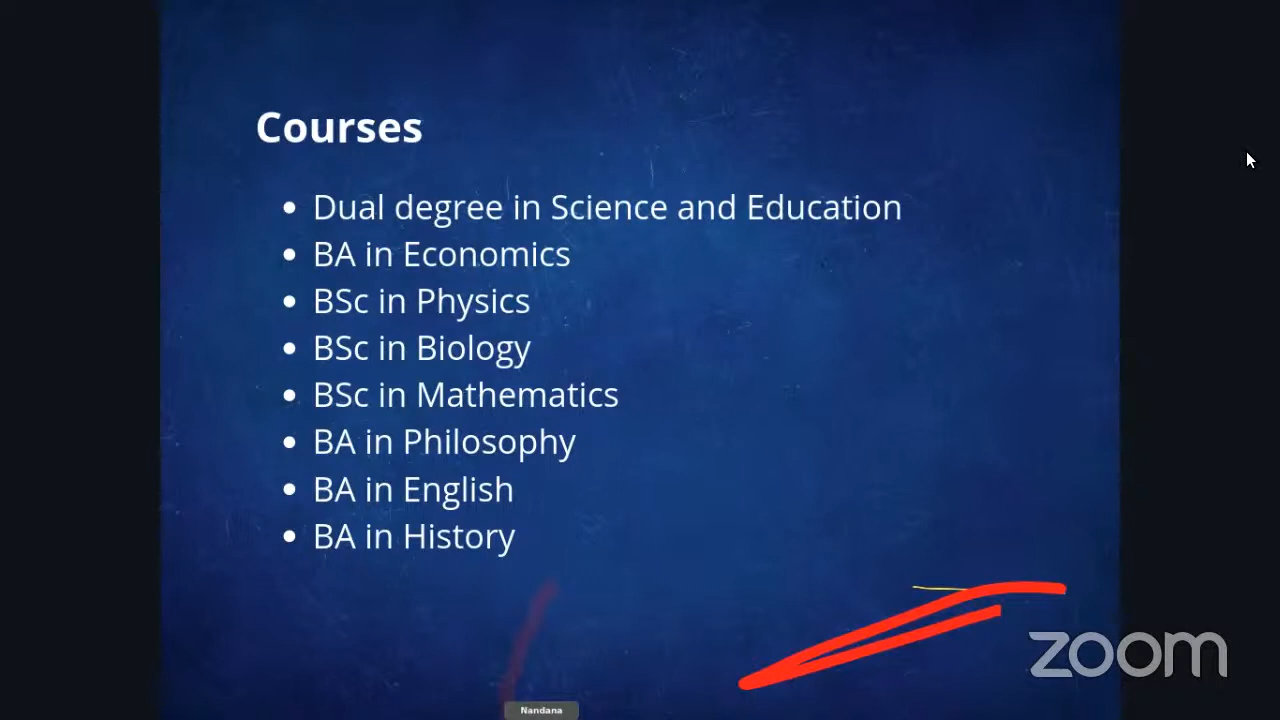 Courses
• Dual degree in Science and Education
• BA in Economics
• BSc in Physics
• BSc in Biology
• BSc in Mathematics
• BA in Philosophy
• BA in English
• BA in History
zoom
Nandana